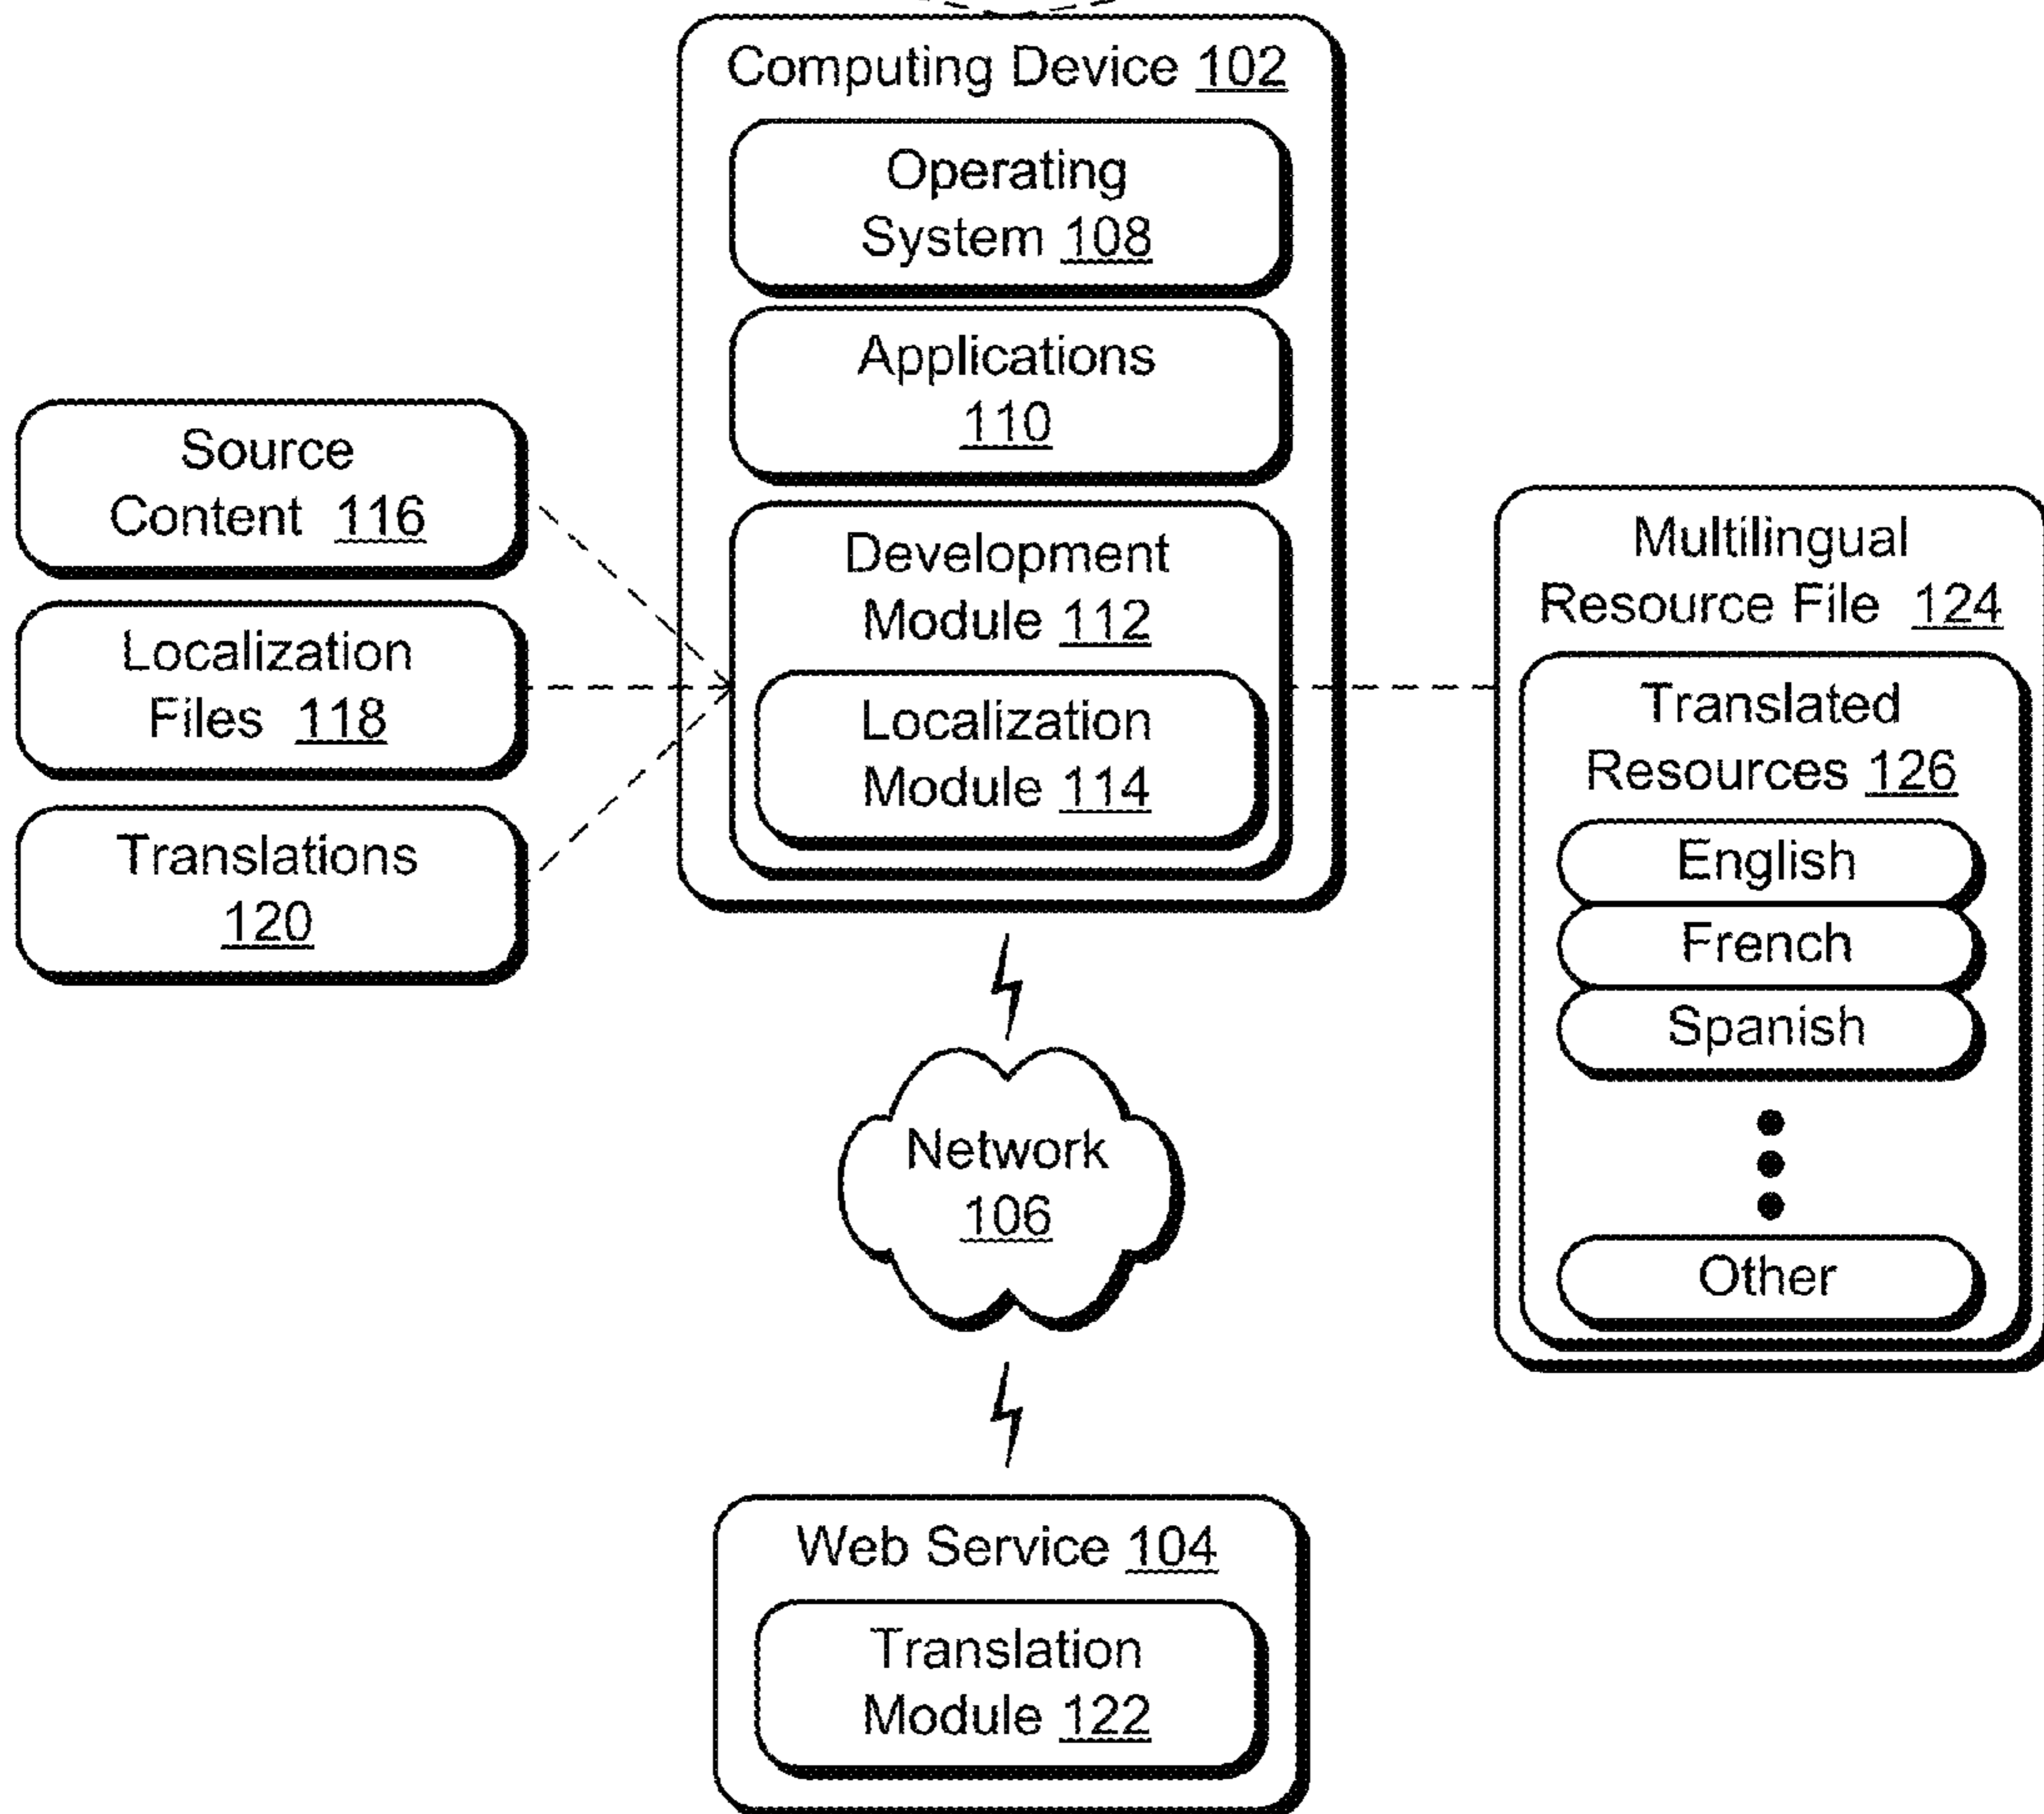 Computing Device 102
Operating
System 108
Applications
110
Source
Content 116
Localization
Files 118
Translations
120
Development
Module 112
Localization
Module 114
Multilingual
Resource File 124
Translated
Resources 126
English
French
Spanish
Other
Network
106
Web Service 104
Translation
Module 122